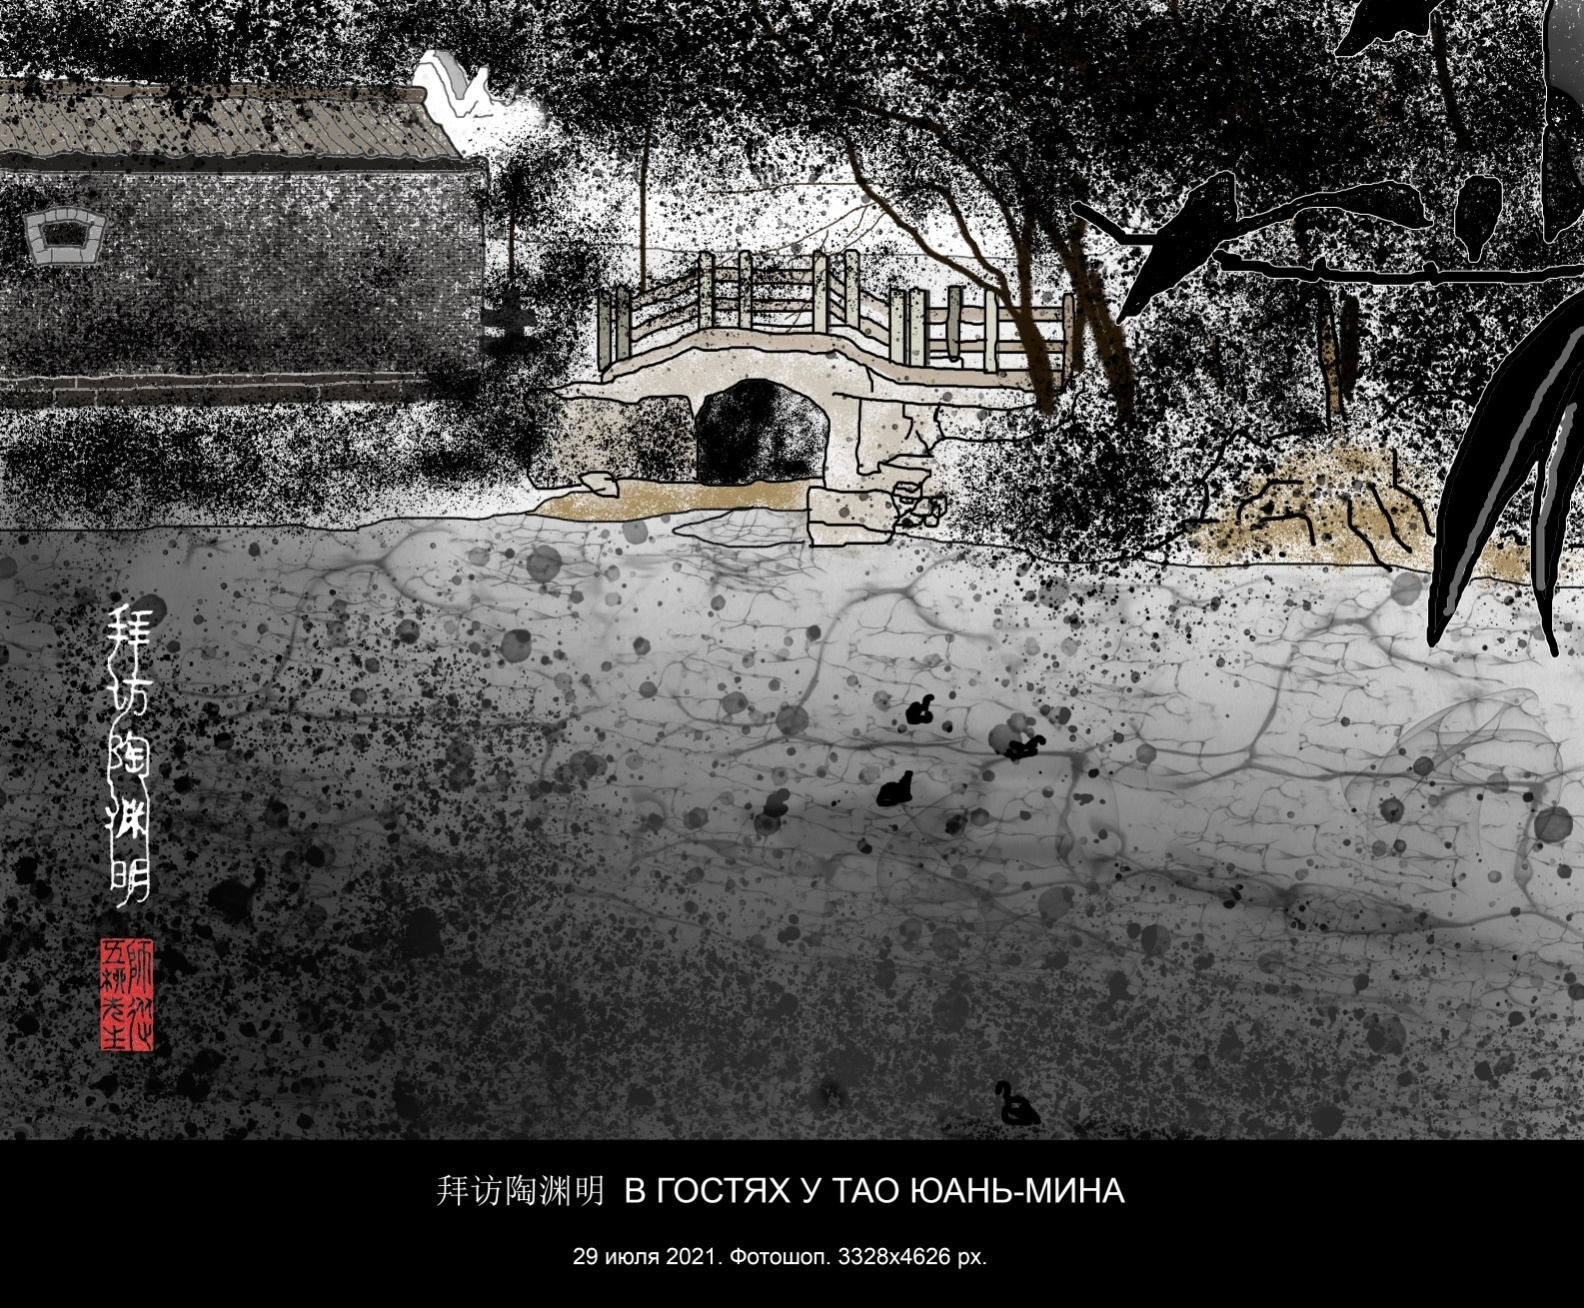 拜访陶渊明
拜访陶渊明 В ГОСТЯХ У ТАО ЮАНЬ-МИНА
29 июля 2021. Фотошоп. 3328x4626 px.